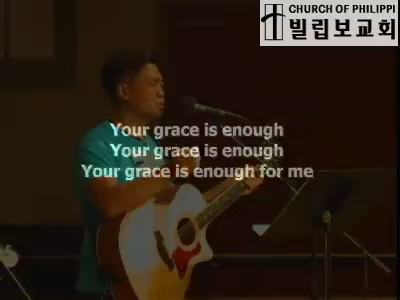 CHURCH OF PHILIPPI
빌립보교회
Your grace is enough
Your grace is enough
Your grace is enough for me